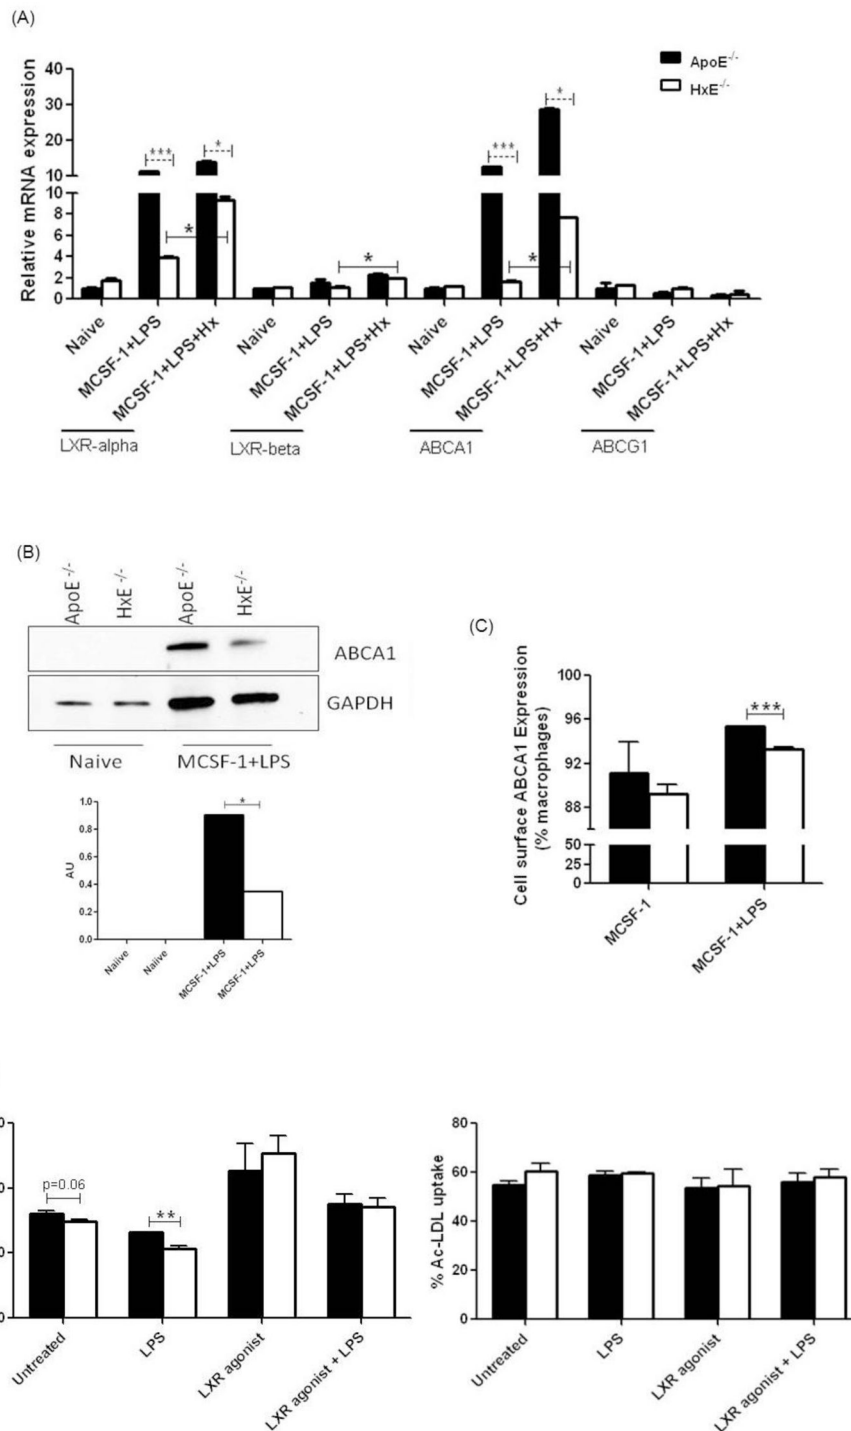 (A)
ApoE-/-
HxE-/-
Relative mRNA expression
40
30
20
10
10
8
6
4
2
0
*** * *** *
* * *
Naive MCSF-1+LPS MCSF-1+LPS+Hx Naive MCSF-1+LPS MCSF-1+LPS+Hx Naive MCSF-1+LPS MCSF-1+LPS+Hx Naive MCSF-1+LPS MCSF-1+LPS+Hx
LXR-alpha LXR-beta ABCA1 ABCG1
(B)
ApoE -/- HxE-/- ApoE -/- HxE-/-
ABCA1
GAPDH
Naive MCSF-1+LPS
AU
1.0
0.8
0.6
0.4
0.2
0.0
*
Naiive Naiive MCSF-1+LPS MCSF-1+LPS
(C)
Cell surface ABCA1 Expression
(% macrophages)
100
96
92
88
50
25
0
***
MCSF-1 MCSF-1+LPS
0
0
0
0
p=0.06
**
Untreated LPS LXR agonist LXR agonist + LPS
% Ac-LDL uptake
80
60
40
20
0
Untreated LPS LXR agonist LXR agonist + LPS